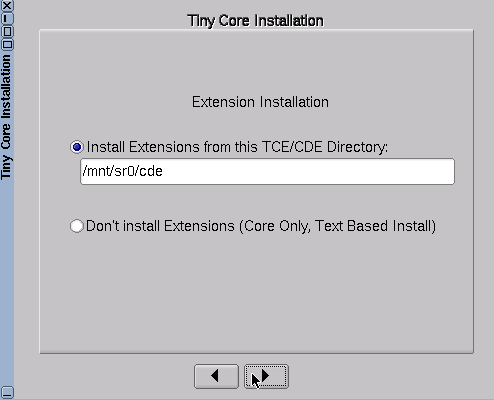 Tiny Core Installation
Tiny Core Installation
Extension Installation
Install Extensions from this TCE/CDE Directory:
/mnt/sr0/cde
Don't install Extensions (Core Only, Text Based Install)